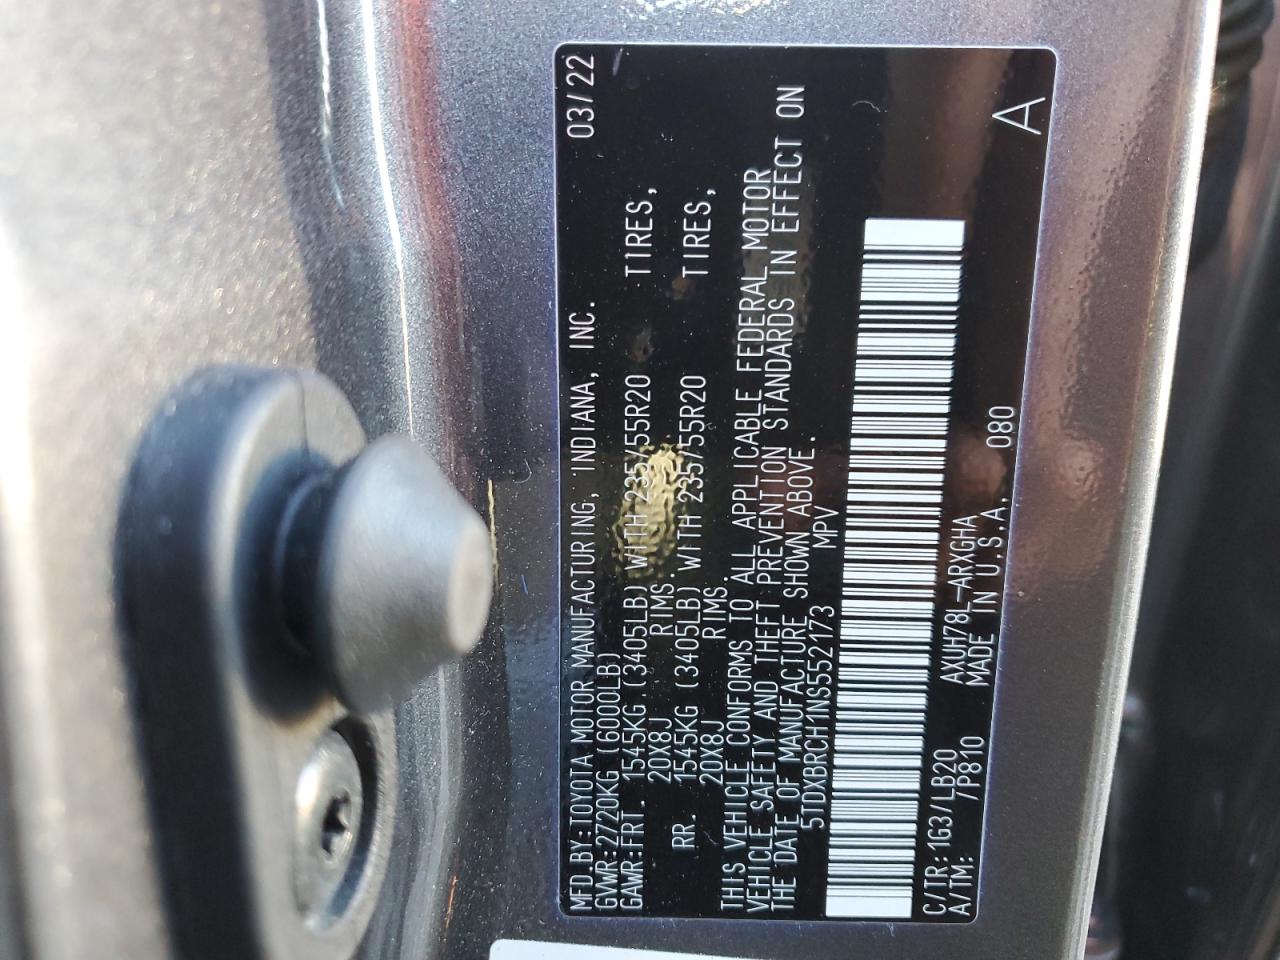 MFD.BY:TOYOTA MOTOR MANUFACTURING, INDIANA, INC. 03/22
GVWR:2720KG(6000LB)
GAWR:FRT. 1545KG(3405LB)WITH 235/55R20 TIRES,
20X8J RIMS.
RR. 1545KG(3405LB)WITH 235/55R20 TIRES,
20X8J RIMS.
THIS VEHICLE CONFORMS TO ALL APPLICABLE FEDERAL MOTOR
VEHICLE SAFETY AND THEFT PREVENTION STANDARDS IN EFFECT ON
THE DATE OF MANUFACTURE SHOWN ABOVE.
5TDXBRCH1NS552173 MPV
C/TR:1G3/LB20 AXUH78L-ARXGHA
A/TM: /P810 MADE IN U.S.A. 080 A